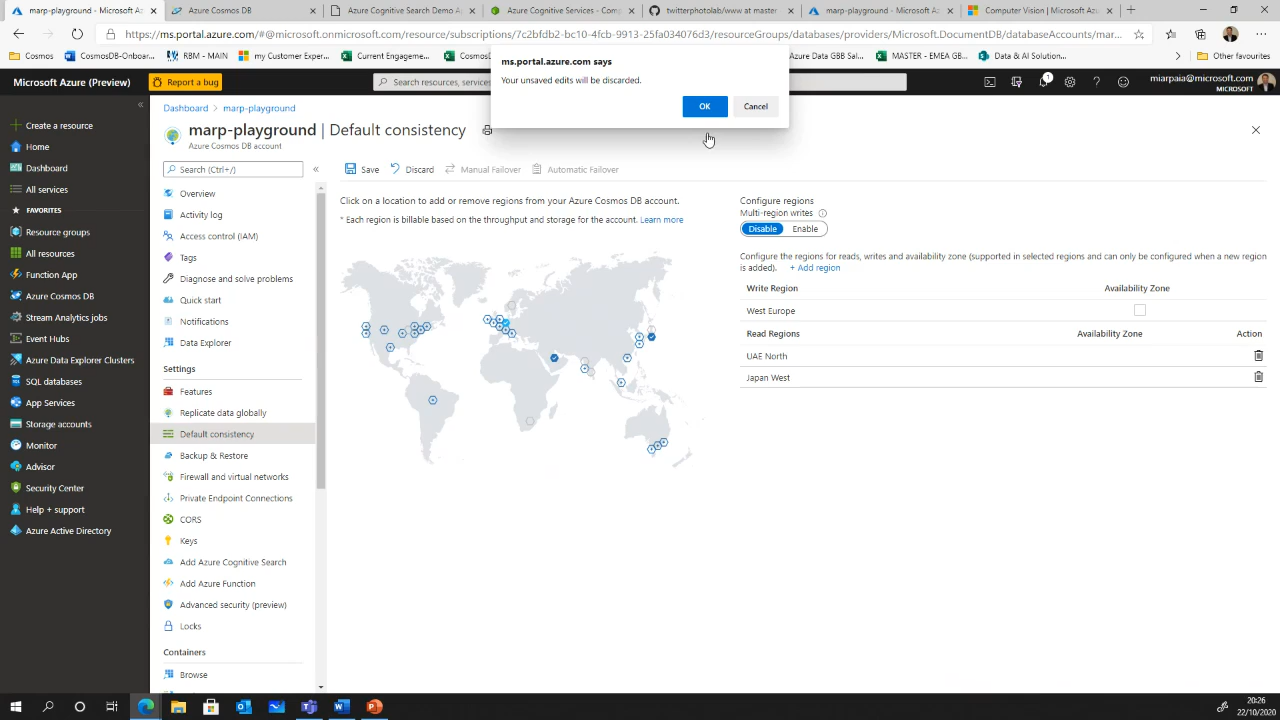 marp-playground - Microsoft Az
Azure Cosmos DB
Azure Cognitive Search Demo Ap
Azure Cognitive Services - Comp
twitterphotolab/www at master
marp-playground - Microsoft Az
Computer Vision | Microsoft Azu
https://ms.portal.azure.com/#@microsoft.onmicrosoft.com/resource/subscriptions/7c2bfdb2-bc10-4fcb-9913-25fa034076d3/resourceGroups/databases/providers/Microsoft.DocumentDB/databaseAccounts/mar...
Cosmos
RBM - MAIN
My customer Exper...
Current Engageme...
Cosm
Azure Data GBB Sal...
MASTER - EMEA GB...
Data & AI Solution...
Other favourites
ms.portal.azure.com says
Your unsaved edits will be discarded.
OK
Cancel
Microsoft Azure (Preview)
Report a bug
Search resources, services
1
miarpaia@microsoft.com
MICROSOFT
Create a resource
Home
Dashboard
All services
FAVORITES
Resource groups
All resources
Function App
Azure Cosmos DB
Stream Analytics jobs
Event Hubs
Azure Data Explorer Clusters
SQL databases
App Services
Storage accounts
Monitor
Advisor
Security Center
Help + support
Azure Active Directory
Dashboard > marp-playground
marp-playground | Default consistency
Azure Cosmos DB account
Search (Ctrl+/)
Overview
Activity log
Access control (IAM)
Tags
Diagnose and solve problems
Quick start
Notifications
Data Explorer
Settings
Features
Replicate data globally
Default consistency
Backup & Restore
Firewall and virtual networks
Private Endpoint Connections
CORS
Keys
Add Azure Cognitive Search
Add Azure Function
Advanced security (preview)
Locks
Containers
Browse
Save
Discard
Manual Failover
Automatic Failover
Click on a location to add or remove regions from your Azure Cosmos DB account.
* Each region is billable based on the throughput and storage for the account. Learn more
Configure regions
Multi-region writes
Disable
Enable
Configure the regions for reads, writes and availability zone (supported in selected regions and can only be configured when a new region
is added). + Add region
Write Region
Availability Zone
West Europe
Read Regions
Availability Zone
Action
UAE North
Japan West
20:26
22/10/2020